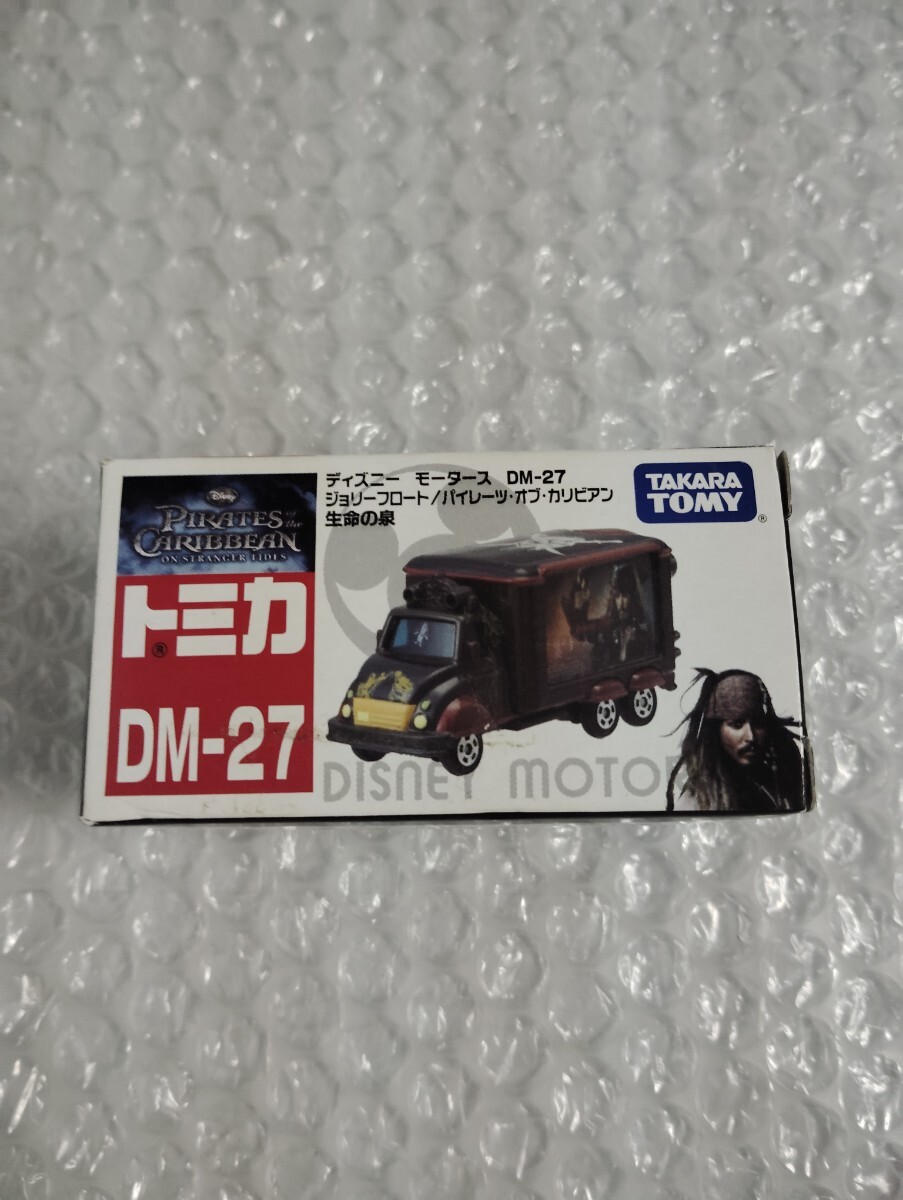 Disney
PIRATES of the
CARIBBEAN
ON STRANGER TIDES
トミカ
®
DM-27
ディズニー モータース DM-27
ジョリーフロート/パイレーツ・オブ・カリビアン
生命の泉
TAKARA
TOMY
®
DISNEY MOTOR